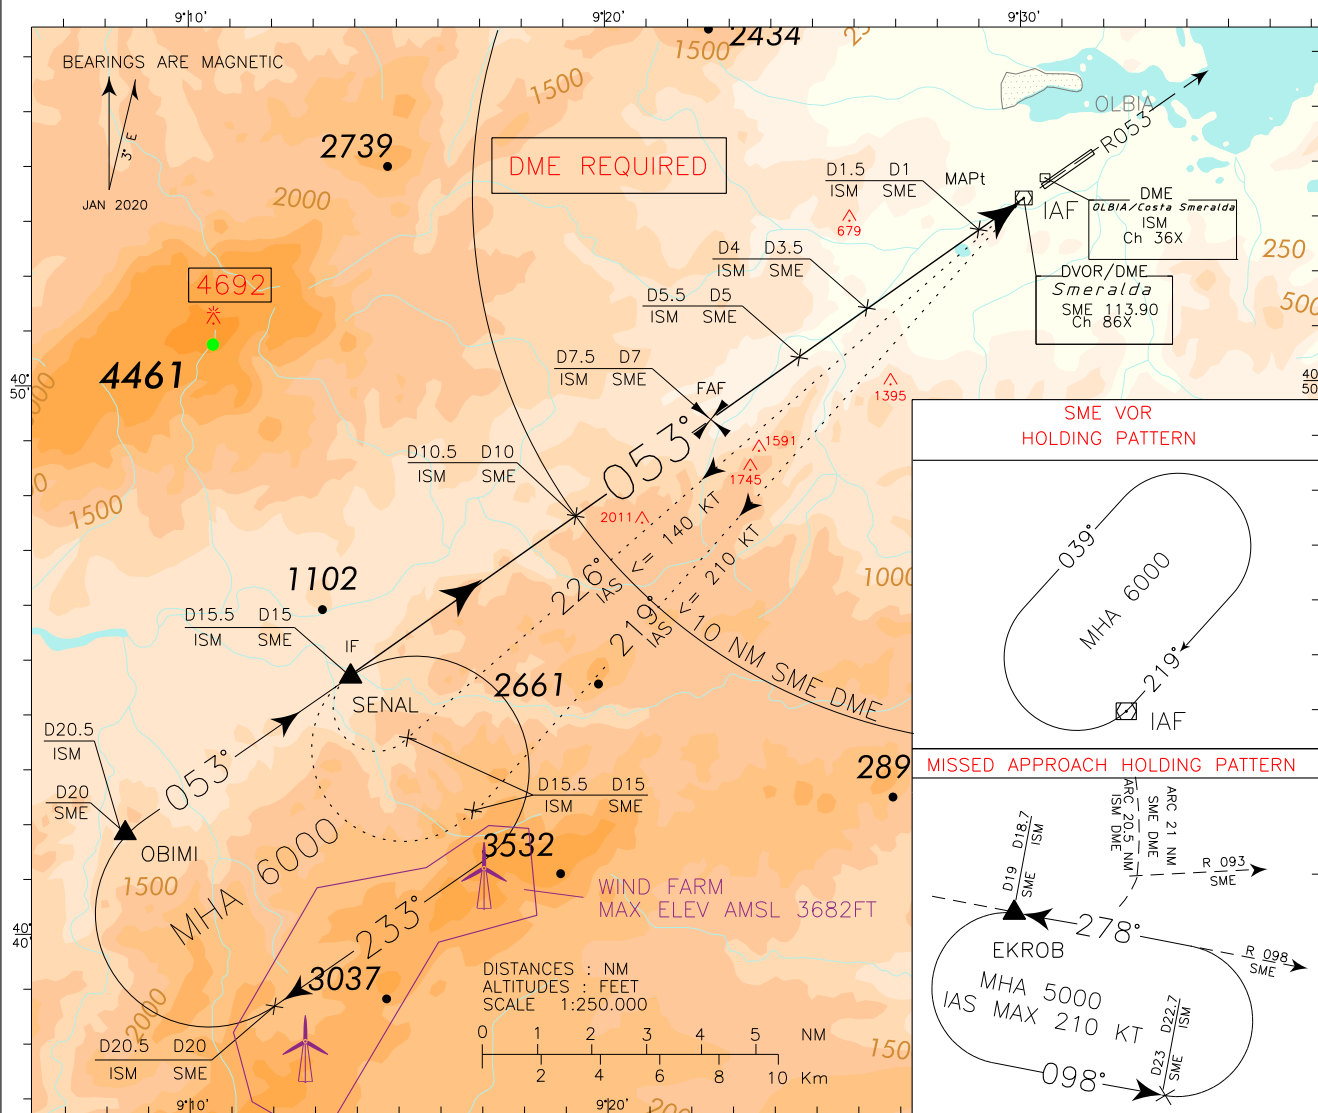 9°10'
9°20'
9°30'
BEARINGS ARE MAGNETIC
3° E
JAN 2020
2739
2000
1500
1500
2434
DME REQUIRED
4692
4461
OLBIA
R053
D1.5 D1
ISM SME
MAPt
679
IAF
DME
OLBIA/Costa Smeralda
ISM
Ch 36X
DVOR/DME
Smeralda
SME 113.90
Ch 86X
250
500
D4 D3.5
ISM SME
D5.5 D5
ISM SME
D7.5 D7
ISM SME
FAF
1395
40°
50'
40
50
D10.5 D10
ISM SME
053°
1591
1745
2011
1500
1000
1102
226°
IAS <= 140 KT
219°
IAS <= 210 KT
10 NM SME DME
D15.5 D15
ISM SME
IF
SENAL
2661
289
D20.5
ISM
D20
SME
053°
OBIMI
D15.5 D15
ISM SME
MHA 6000
1500
3532
WIND FARM
MAX ELEV AMSL 3682FT
233°
3037
40°
40'
2000
D20.5 D20
ISM SME
DISTANCES : NM
ALTITUDES : FEET
SCALE 1:250.000
0 1 2 3 4 5 NM
2 4 6 8 10 Km
150
200
9°10'
9°20'
SME VOR
HOLDING PATTERN
039°
MHA 6000
219°
IAF
MISSED APPROACH HOLDING PATTERN
ARC 20.5 NM
ISM DME
ARC 21 NM
SME DME
R 093
SME
D19 D18.7
SME ISM
278°
EKROB
R 098
SME
MHA 5000
IAS MAX 210 KT
D23 D22.7
SME ISM
098°